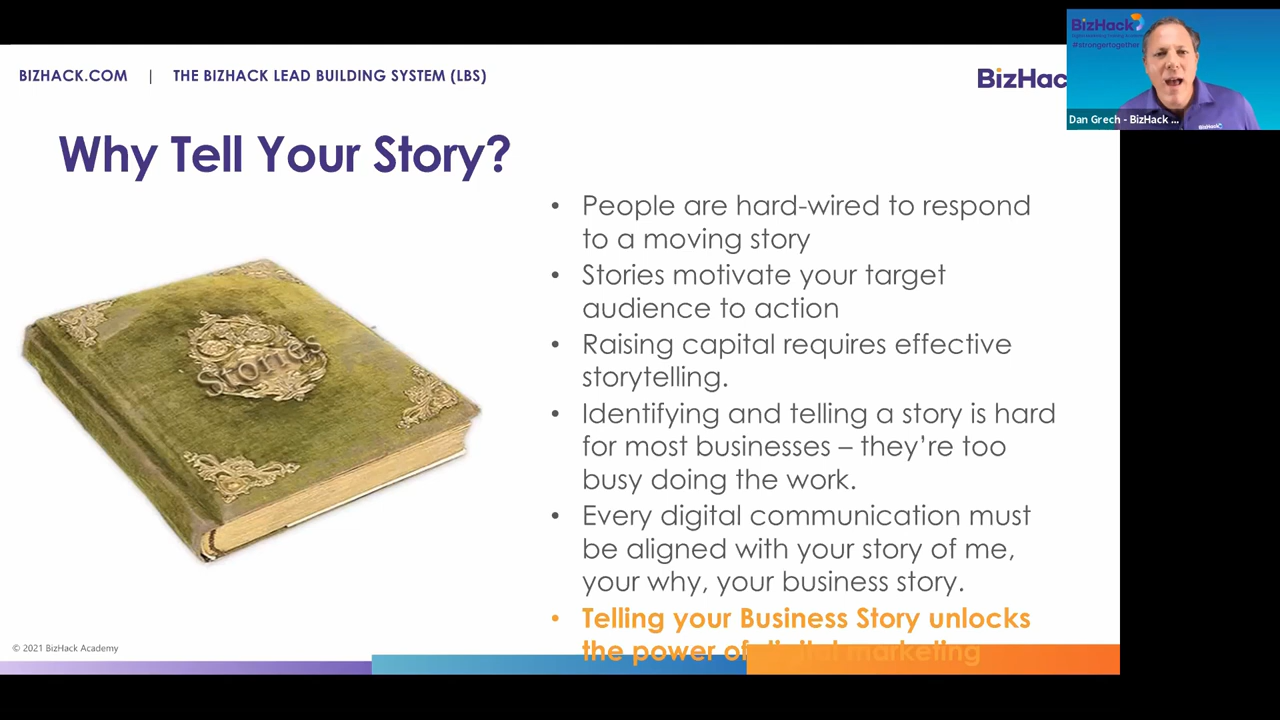 BIZHACK.COM | THE BIZHACK LEAD BUILDING SYSTEM (LBS)
BizHac
BizHack
#strongertogether
BizHack
Dan Grech - BizHack ...
Why Tell Your Story?
• People are hard-wired to respond
to a moving story
• Stories motivate your target
audience to action
• Raising capital requires effective
storytelling.
• Identifying and telling a story is hard
for most businesses – they’re too
busy doing the work.
• Every digital communication must
be aligned with your story of me,
your why, your business story.
• Telling your Business Story unlocks
the power of digital marketing
Stories
© 2021 BizHack Academy